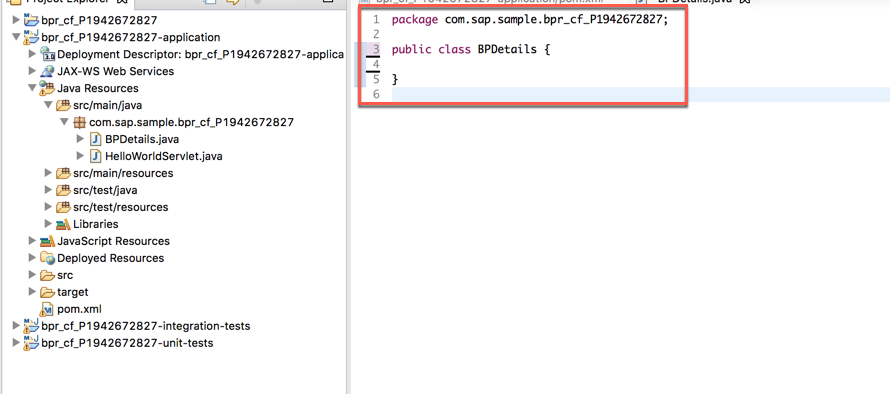 Project Explorer
bpr_cf_P1942672827
bpr_cf_P1942672827-application
Deployment Descriptor: bpr_cf_P1942672827-applica
JAX-WS Web Services
Java Resources
src/main/java
com.sap.sample.bpr_cf_P1942672827
BPDetails.java
HelloWorldServlet.java
src/main/resources
src/test/java
src/test/resources
Libraries
JavaScript Resources
Deployed Resources
src
target
pom.xml
bpr_cf_P1942672827-integration-tests
bpr_cf_P1942672827-unit-tests
bpr_cf_P1942672827-application/pom.xml
BPDetails.java
1 package com.sap.sample.bpr_cf_P1942672827;
2
3 public class BPDetails {
4
5 }
6